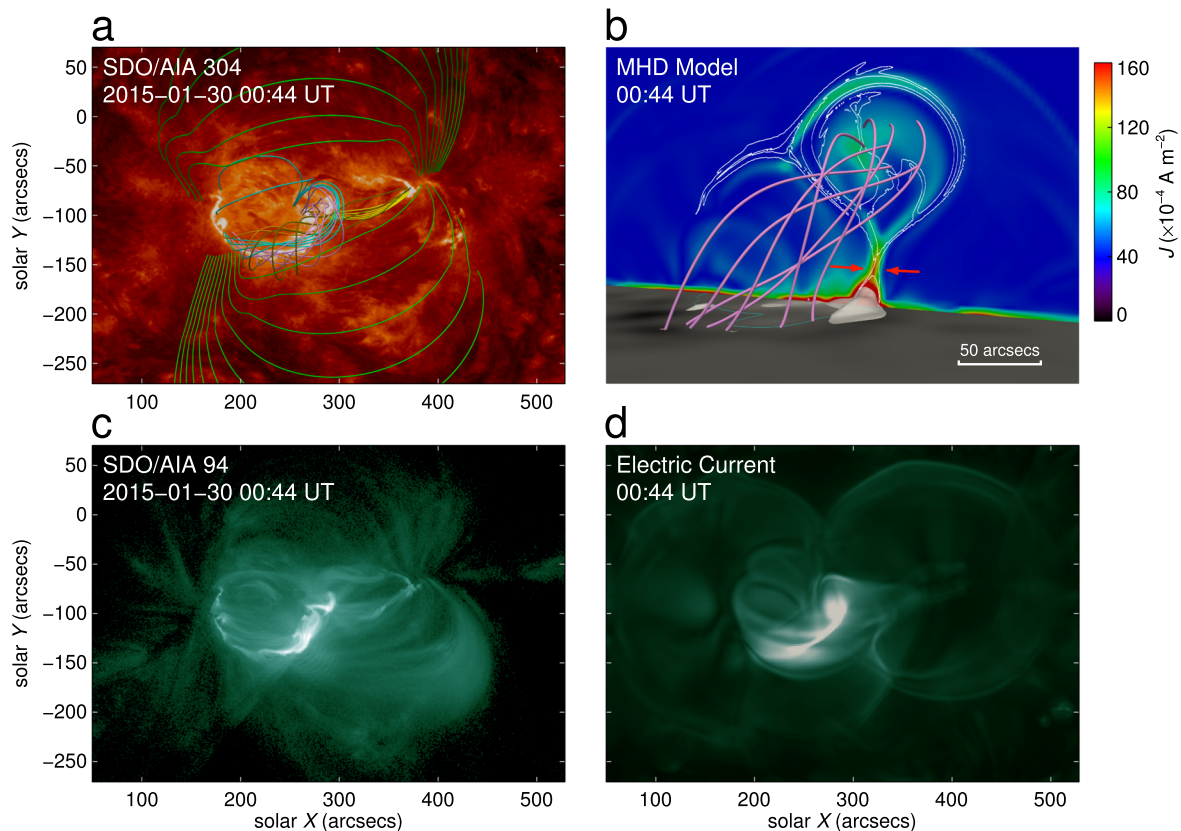 a
SDO/AIA 304
2015−01−30 00:44 UT
50
0
−50
−100
−150
−200
−250
solar Y (arcsecs)
100 200 300 400 500
b
MHD Model
00:44 UT
50 arcsecs
160
120
80
40
0
J (×10⁻⁴ A m⁻²)
c
SDO/AIA 94
2015−01−30 00:44 UT
50
0
−50
−100
−150
−200
−250
solar Y (arcsecs)
100 200 300 400 500
solar X (arcsecs)
d
Electric Current
00:44 UT
100 200 300 400 500
solar X (arcsecs)